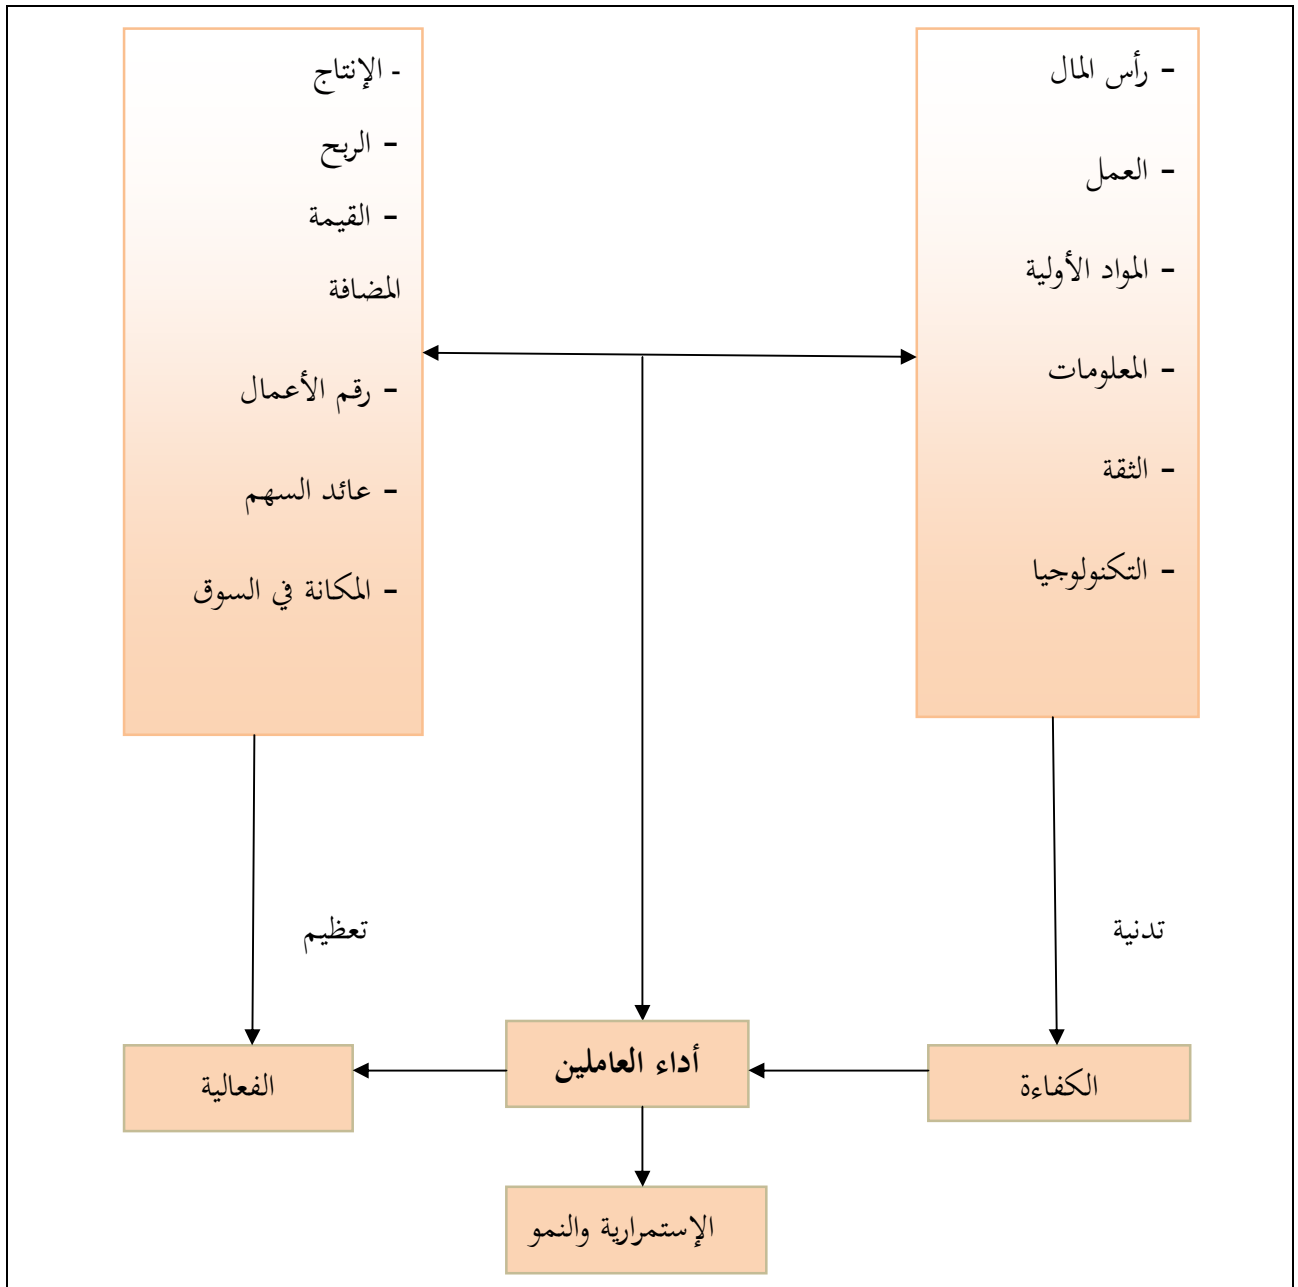 - رأس المال
- العمل
- المواد الأولية
- المعلومات
- الثقة
- التكنولوجيا
- الإنتاج
- الربح
- القيمة
المضافة
- رقم الأعمال
- عائد السهم
- المكانة في السوق
تدنية
تعظيم
الكفاءة
أداء العاملين
الفعالية
الإستمرارية والنمو